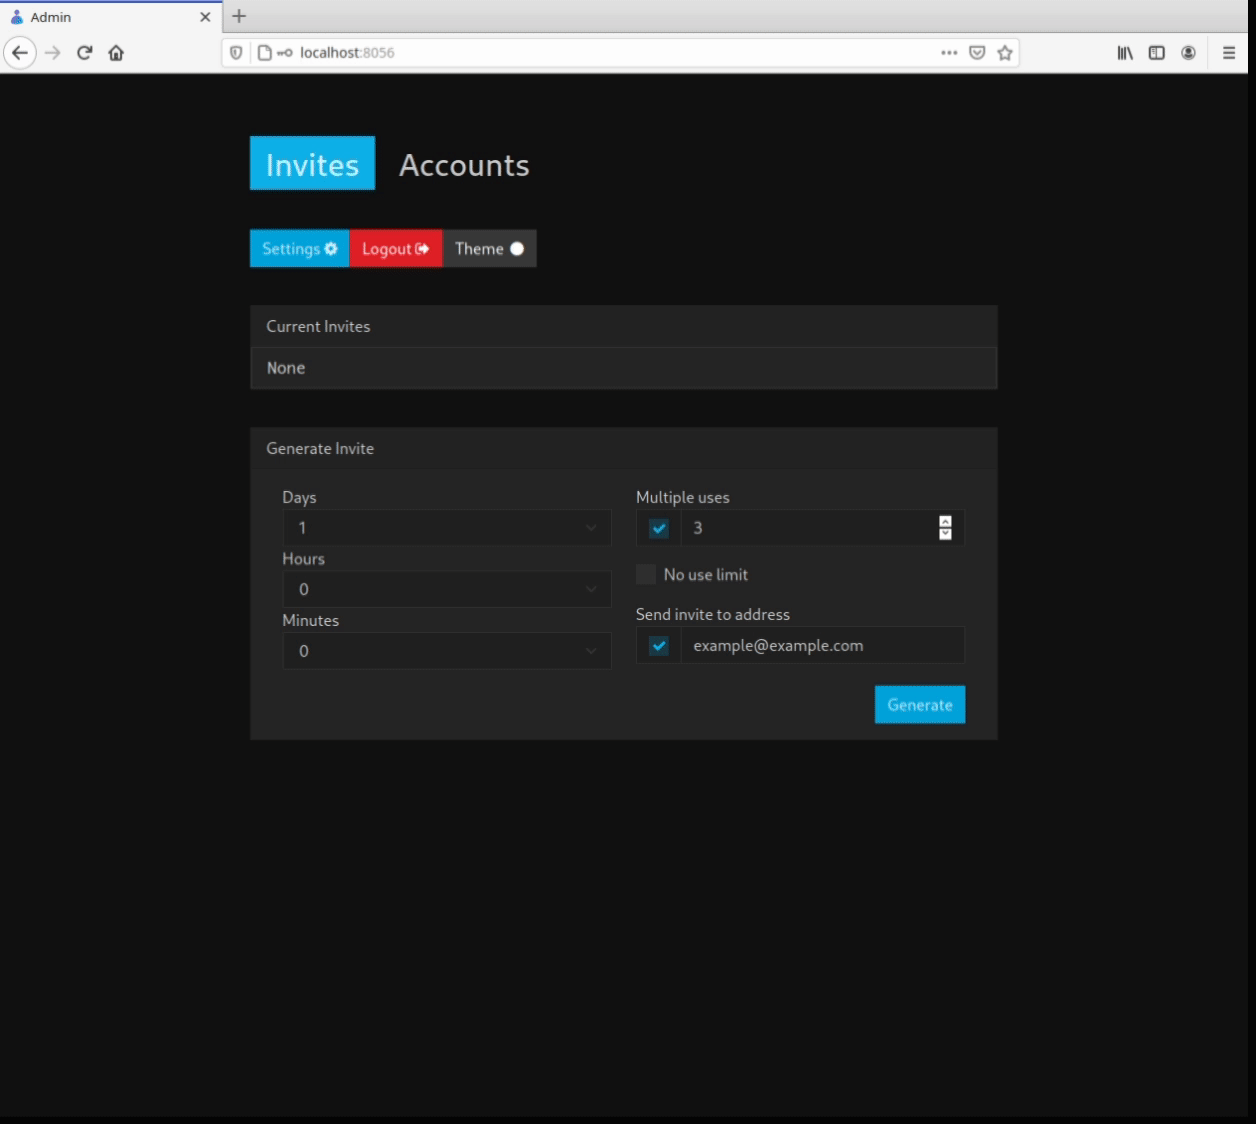 Admin
localhost:8056
Invites Accounts
Settings Logout Theme
Current Invites
None
Generate Invite
Days
1
Hours
0
Minutes
0
Multiple uses
3
No use limit
Send invite to address
example@example.com
Generate